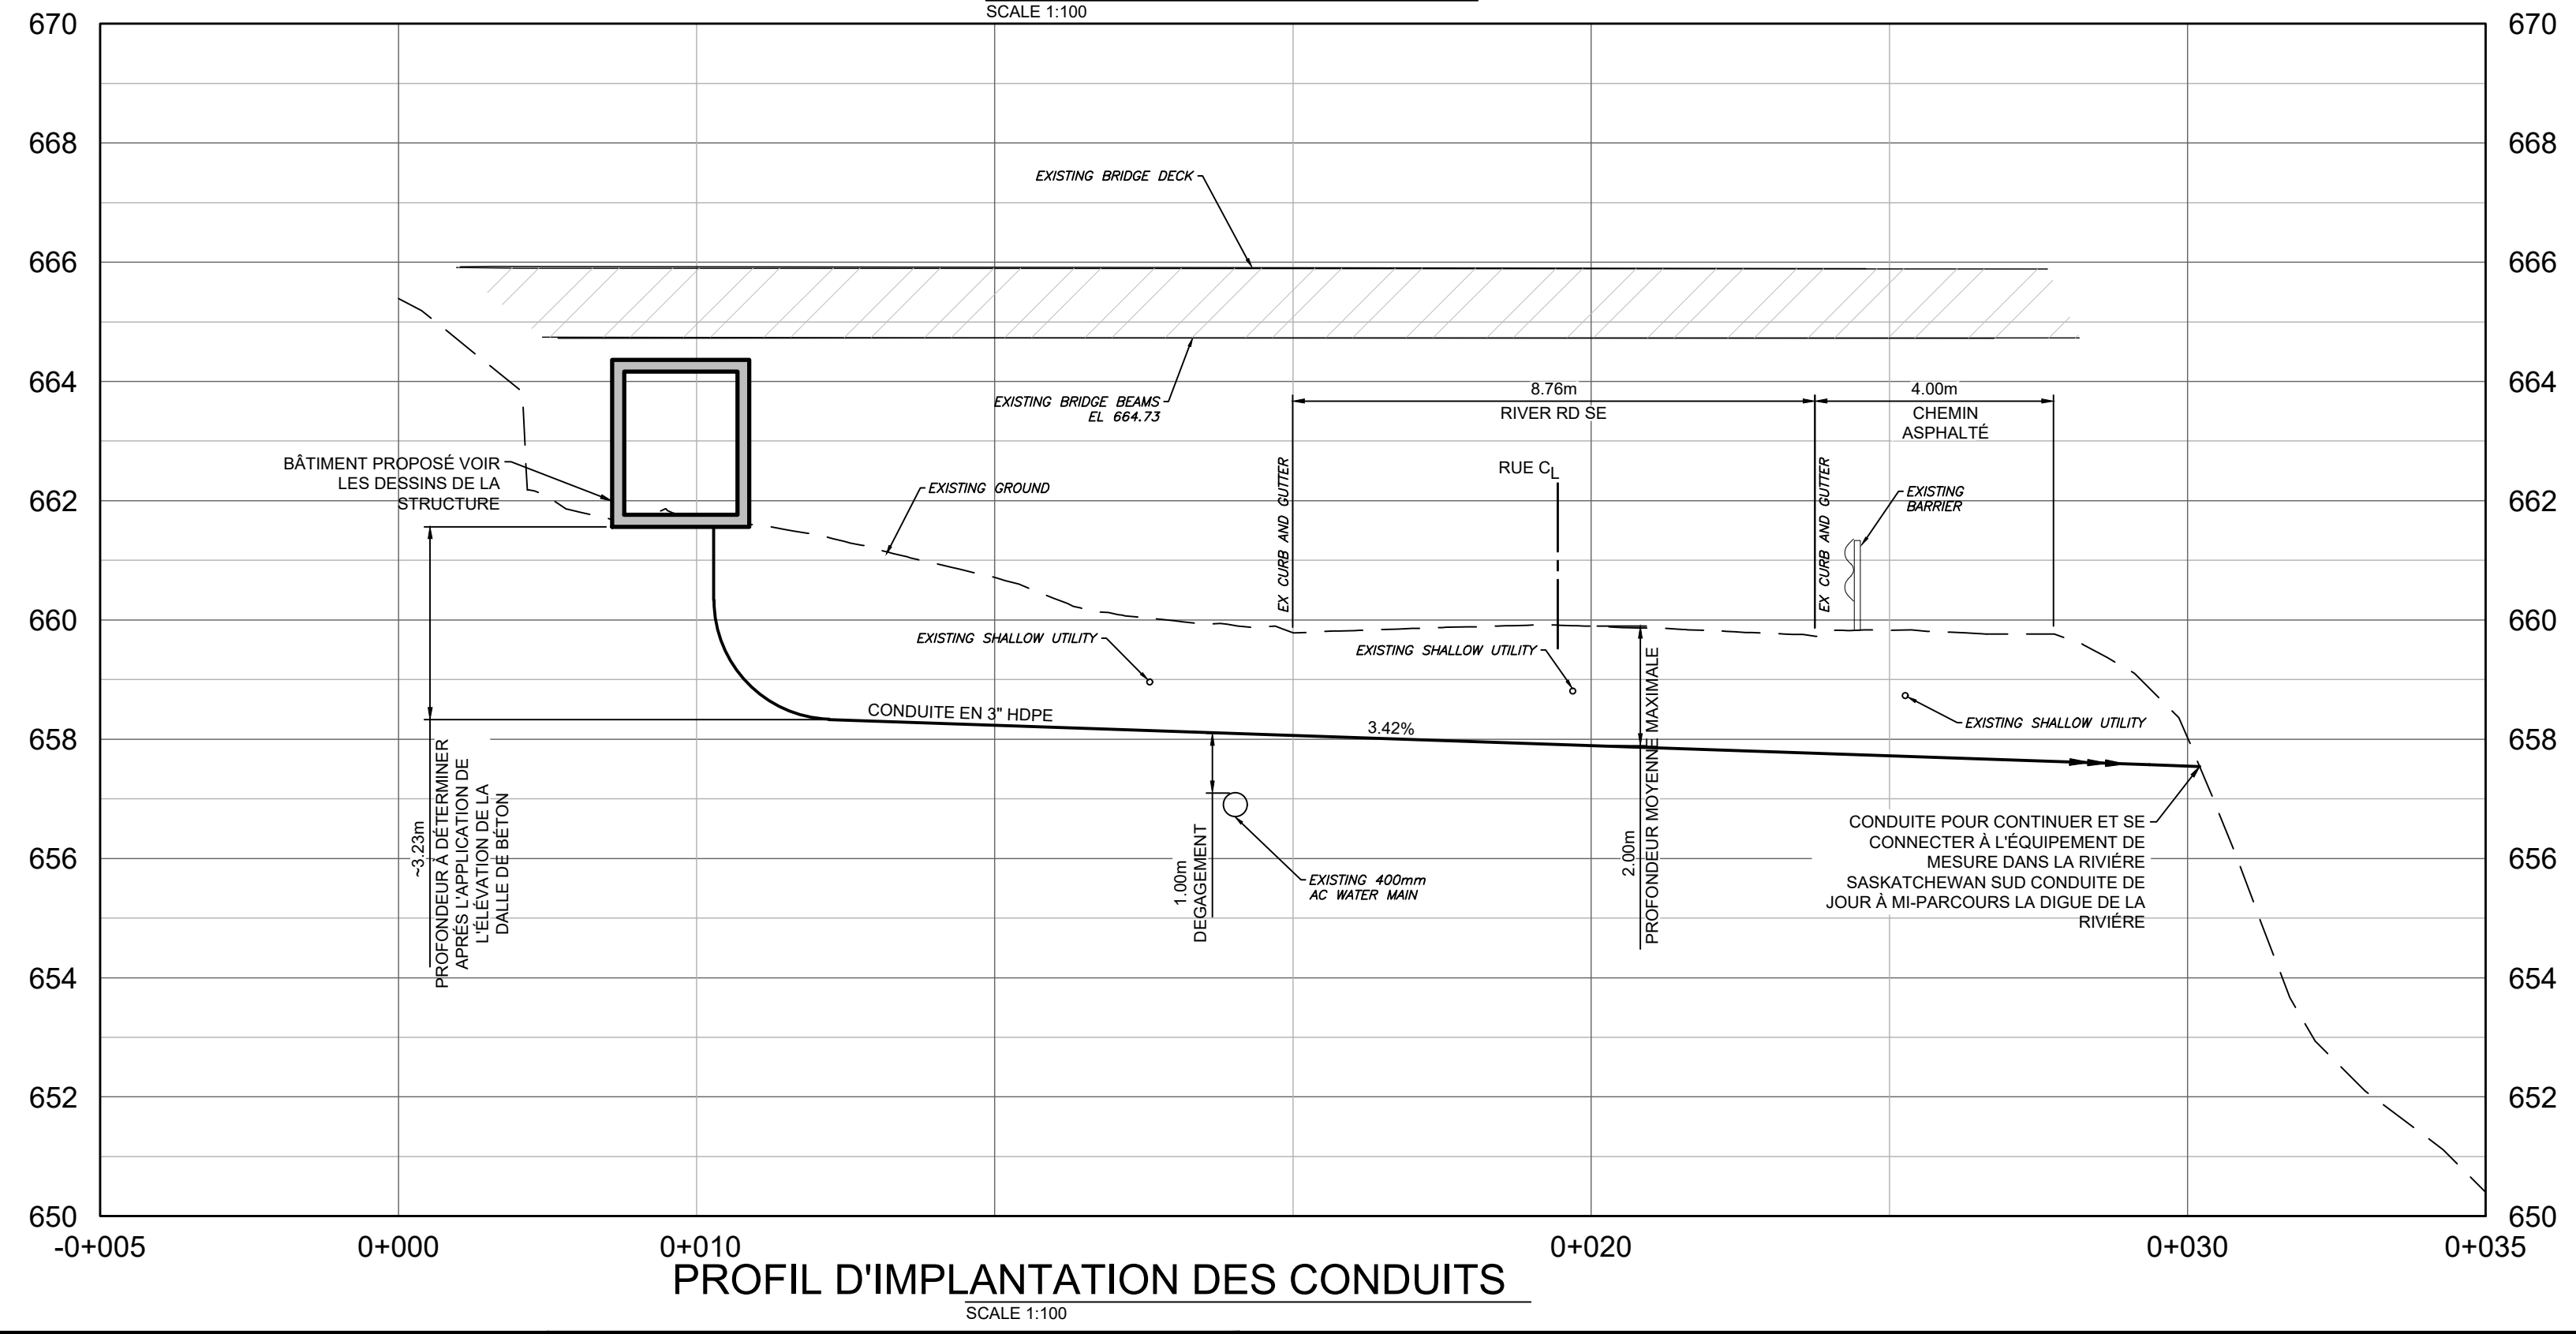 SCALE 1:100
670
670
668
668
EXISTING BRIDGE DECK
666
666
664
664
8.76m
4.00m
EXISTING BRIDGE BEAMS
EL 664.73
RIVER RD SE
CHEMIN
ASPHALTÉ
BÂTIMENT PROPOSÉ VOIR
LES DESSINS DE LA
STRUCTURE
RUE CL
EXISTING GROUND
EX CURB AND GUTTER
EX CURB AND GUTTER
EXISTING
BARRIER
662
662
660
660
EXISTING SHALLOW UTILITY
EXISTING SHALLOW UTILITY
EXISTING SHALLOW UTILITY
CONDUITE EN 3" HDPE
3.42%
658
658
~3.23m
PROFONDEUR À DÉTERMINER
APRÉS L'APPLICATION DE
L'ÉLÉVATION DE LA
DALLE DE BÉTON
1.00m
DEGAGEMENT
2.00m
PROFONDEUR MOYENNE MAXIMALE
EXISTING 400mm
AC WATER MAIN
CONDUITE POUR CONTINUER ET SE
CONNECTER À L'ÉQUIPEMENT DE
MESURE DANS LA RIVIÉRE
SASKATCHEWAN SUD CONDUITE DE
JOUR À MI-PARCOURS LA DIGUE DE LA
RIVIÉRE
656
656
654
654
652
652
650
650
-0+005
0+000
0+010
0+020
0+030
0+035
PROFIL D'IMPLANTATION DES CONDUITS
SCALE 1:100